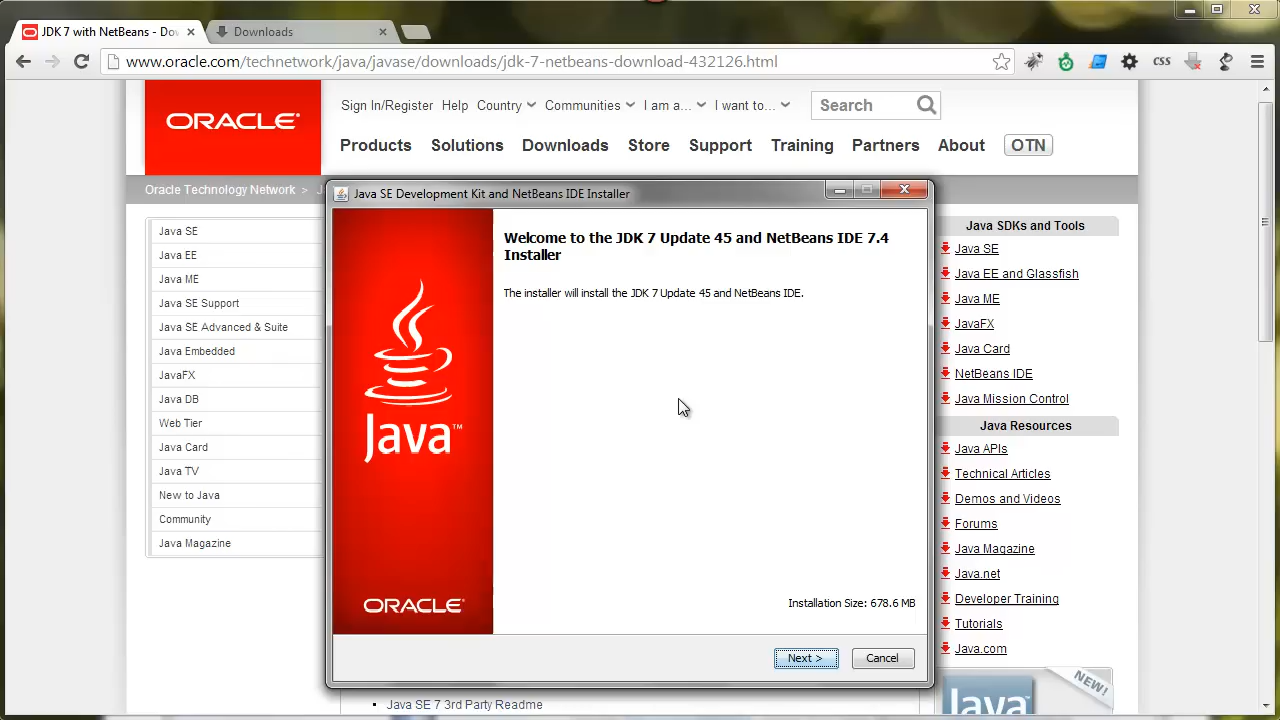 JDK 7 with NetBeans - Do
Downloads
www.oracle.com/technetwork/java/javase/downloads/jdk-7-netbeans-download-432126.html
CSS
ORACLE
Sign In/Register Help Country Communities I am a... I want to... Search
Products Solutions Downloads Store Support Training Partners About OTN
Oracle Technology Network >
Java SE
Java EE
Java ME
Java SE Support
Java SE Advanced & Suite
Java Embedded
JavaFX
Java DB
Web Tier
Java Card
Java TV
New to Java
Community
Java Magazine
Java SE Development Kit and NetBeans IDE Installer
Java™
ORACLE
Welcome to the JDK 7 Update 45 and NetBeans IDE 7.4
Installer
The installer will install the JDK 7 Update 45 and NetBeans IDE.
Installation Size: 678.6 MB
Next >
Cancel
Java SE 7 3rd Party Readme
Java SDKs and Tools
Java SE
Java EE and Glassfish
Java ME
JavaFX
Java Card
NetBeans IDE
Java Mission Control
Java Resources
Java APIs
Technical Articles
Demos and Videos
Forums
Java Magazine
Java.net
Developer Training
Tutorials
Java.com
NEW!
Java